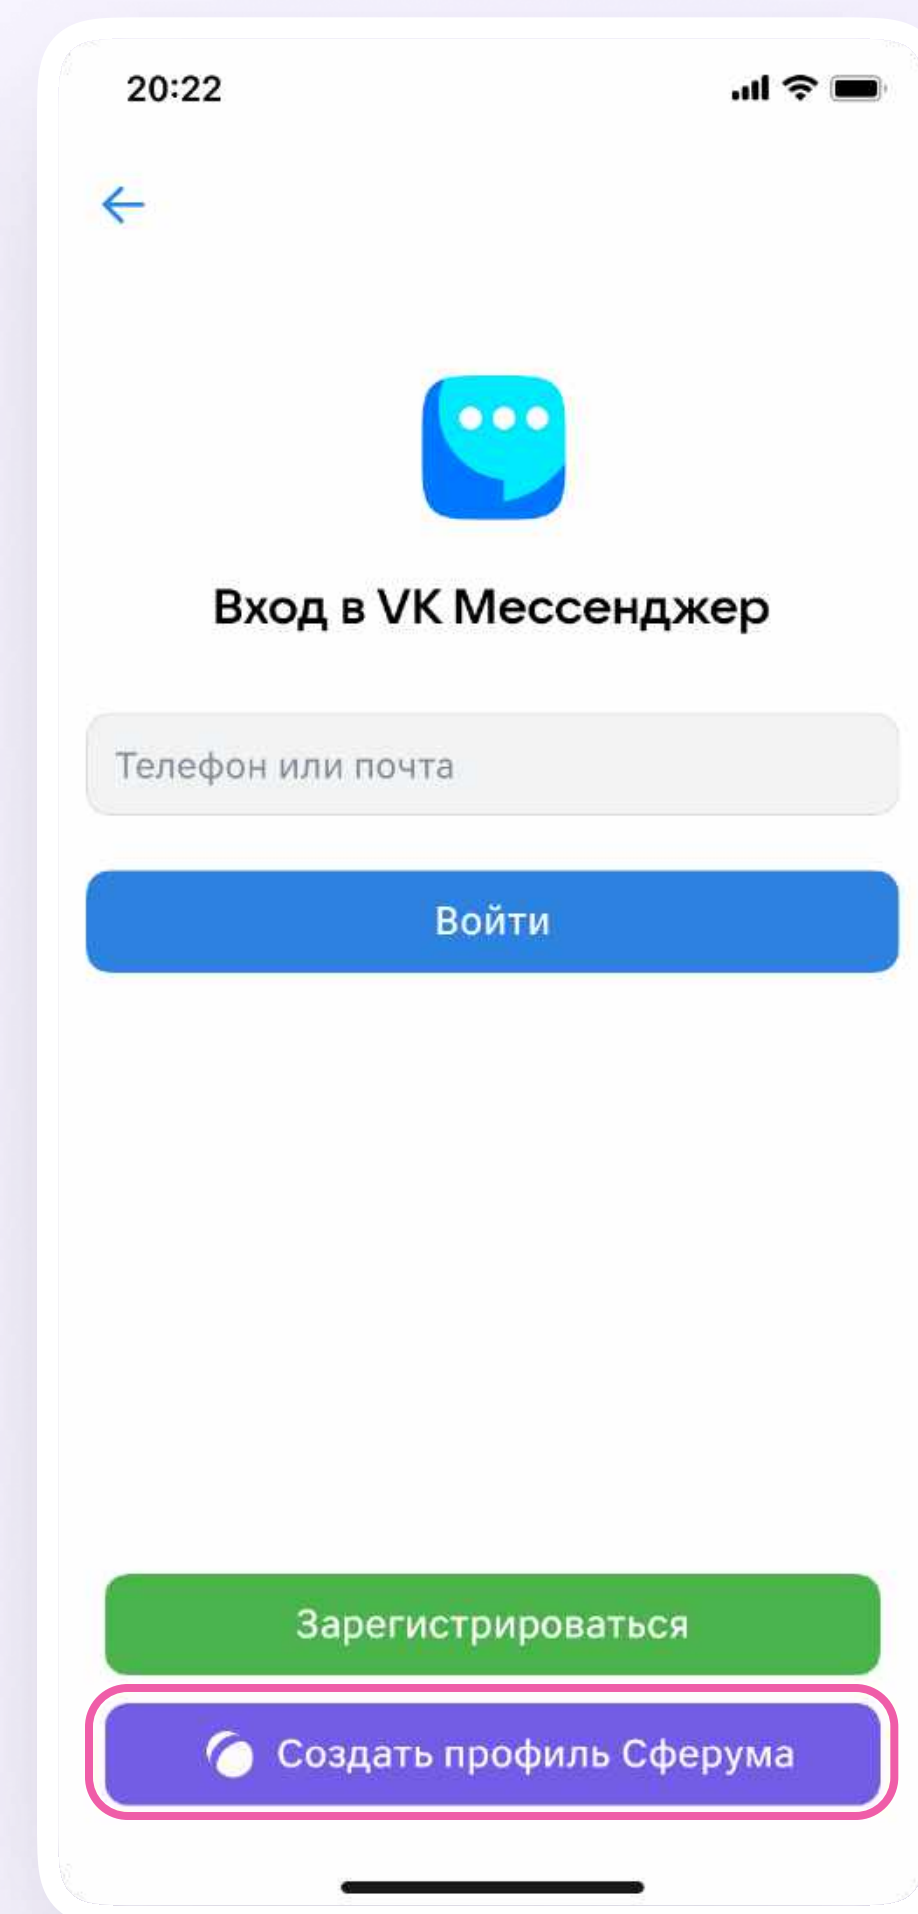 20:22
Вход в VK Мессенджер
Телефон или почта
Войти
Зарегистрироваться
Создать профиль Сферума